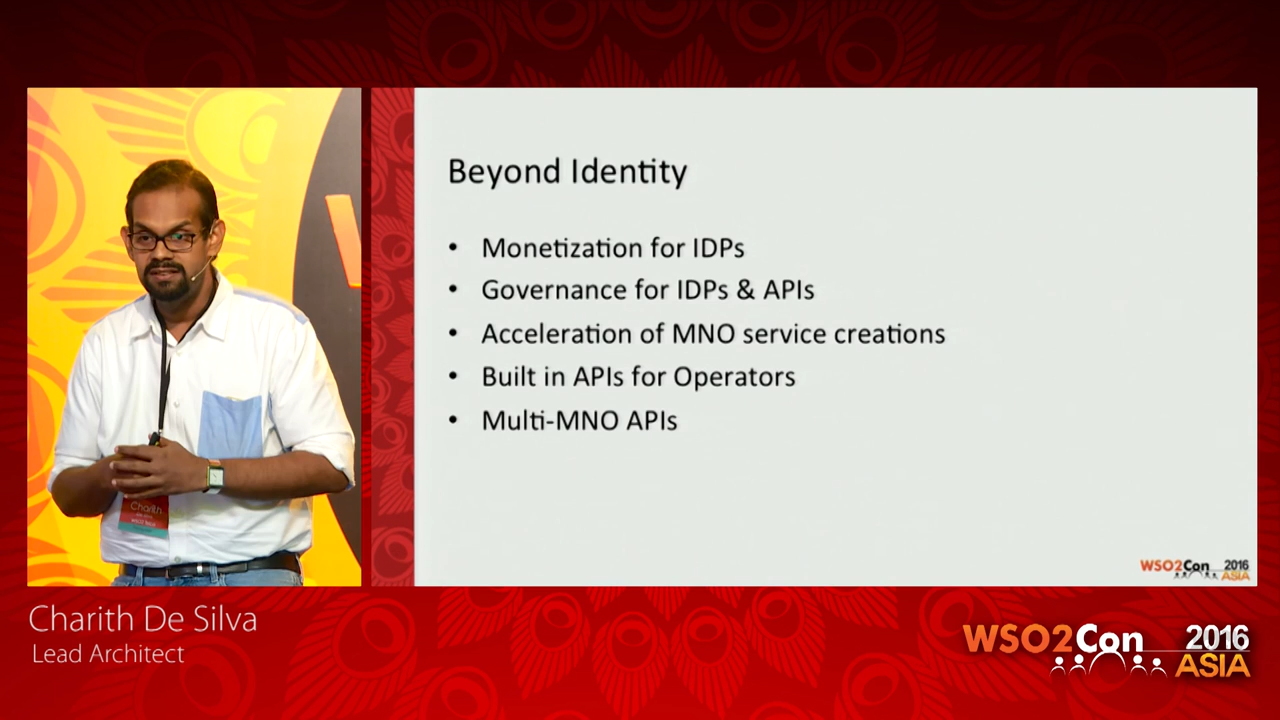 Beyond Identity
• Monetization for IDPs
• Governance for IDPs & APIs
• Acceleration of MNO service creations
• Built in APIs for Operators
• Multi-MNO APIs
WSO2Con 2016
ASIA
Charith
Charith De Silva
Lead Architect
WSO2Con 2016
ASIA